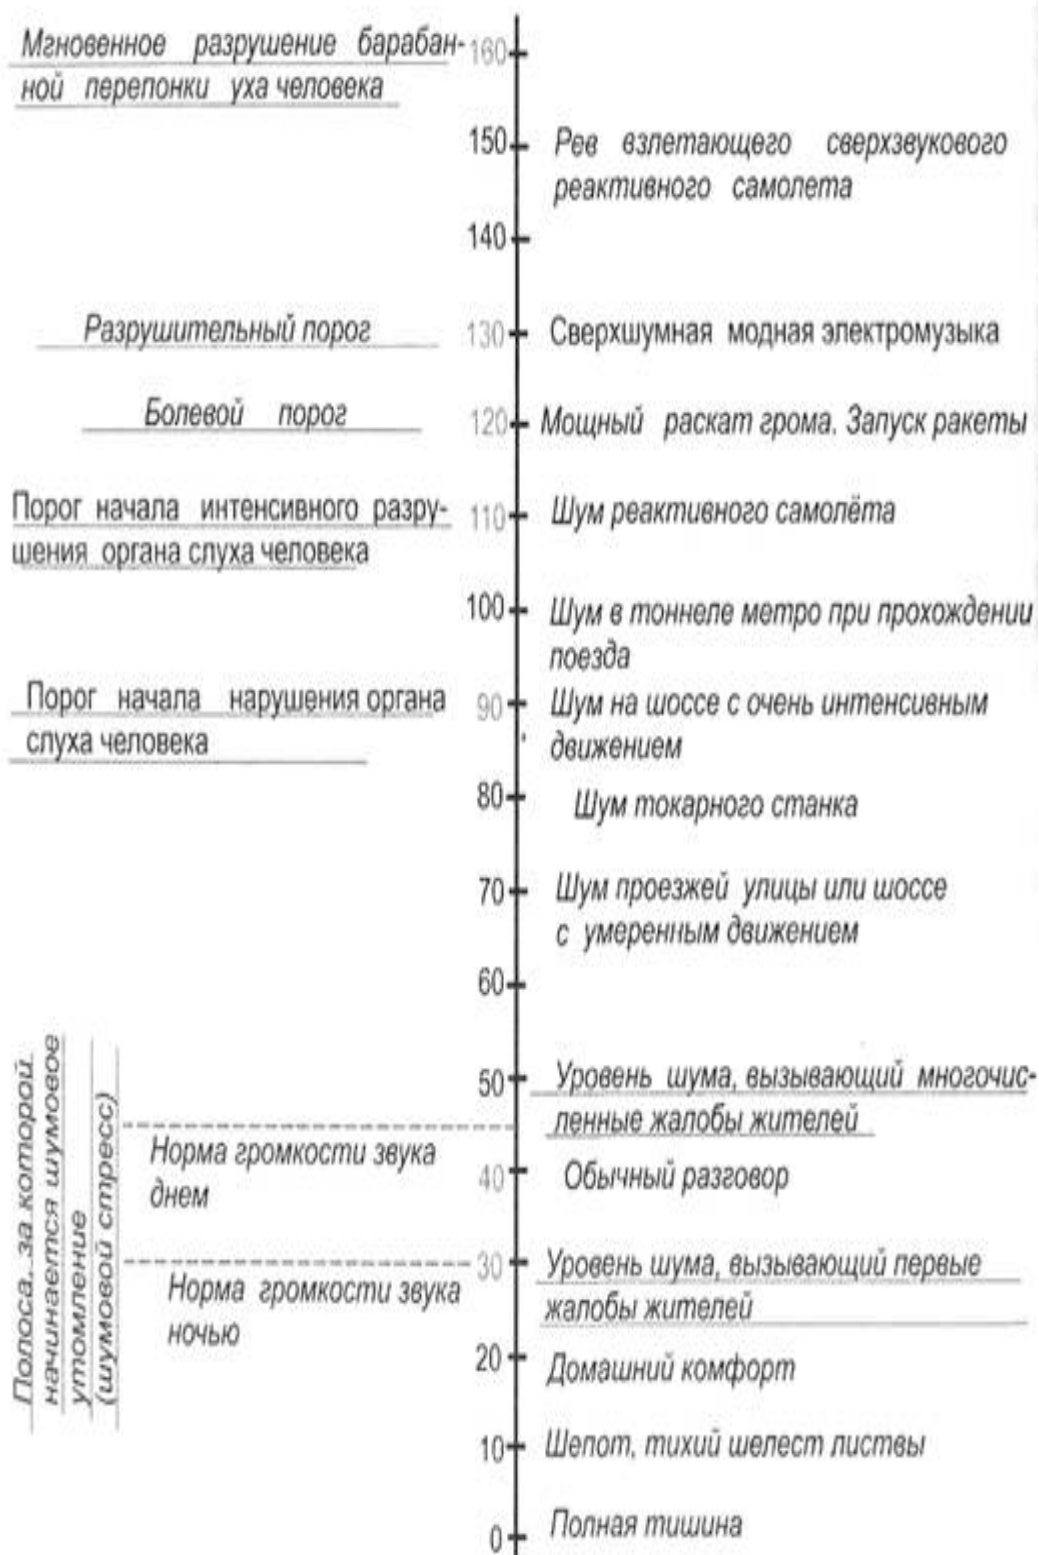 Мгновенное разрушение барабан-
ной перепонки уха человека
160
150
Рев взлетающего сверхзвукового
реактивного самолета
140
Разрушительный порог
130
Сверхшумная модная электромузыка
Болевой порог
120
Мощный раскат грома. Запуск ракеты
Порог начала интенсивного разру-
шения органа слуха человека
110
Шум реактивного самолёта
100
Шум в тоннеле метро при прохождении
поезда
Порог начала нарушения органа
слуха человека
90
Шум на шоссе с очень интенсивным
движением
80
Шум токарного станка
70
Шум проезжей улицы или шоссе
с умеренным движением
60
Полоса, за которой
начинается шумовое
утомление
(шумовой стресс)
50
Уровень шума, вызывающий многочис-
ленные жалобы жителей
Норма громкости звука
днем
40
Обычный разговор
30
Уровень шума, вызывающий первые
жалобы жителей
Норма громкости звука
ночью
20
Домашний комфорт
10
Шепот, тихий шелест листвы
0
Полная тишина